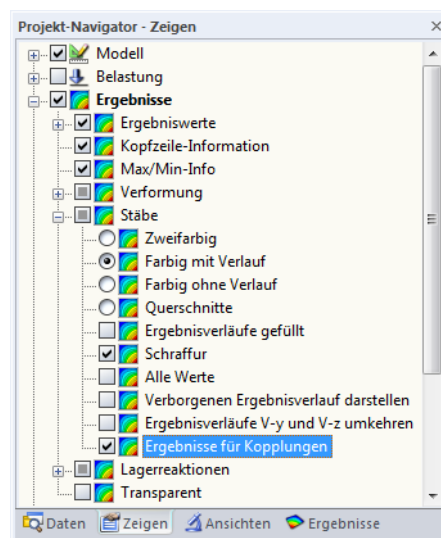 Projekt-Navigator - Zeigen
Modell
Belastung
Ergebnisse
Ergebniswerte
Kopfzeile-Information
Max/Min-Info
Verformung
Stäbe
Zweifarbig
Farbig mit Verlauf
Farbig ohne Verlauf
Querschnitte
Ergebnisverläufe gefüllt
Schraffur
Alle Werte
Verborgenen Ergebnisverlauf darstellen
Ergebnisverläufe V-y und V-z umkehren
Ergebnisse für Kopplungen
Lagerreaktionen
Transparent
Daten Zeigen Ansichten Ergebnisse